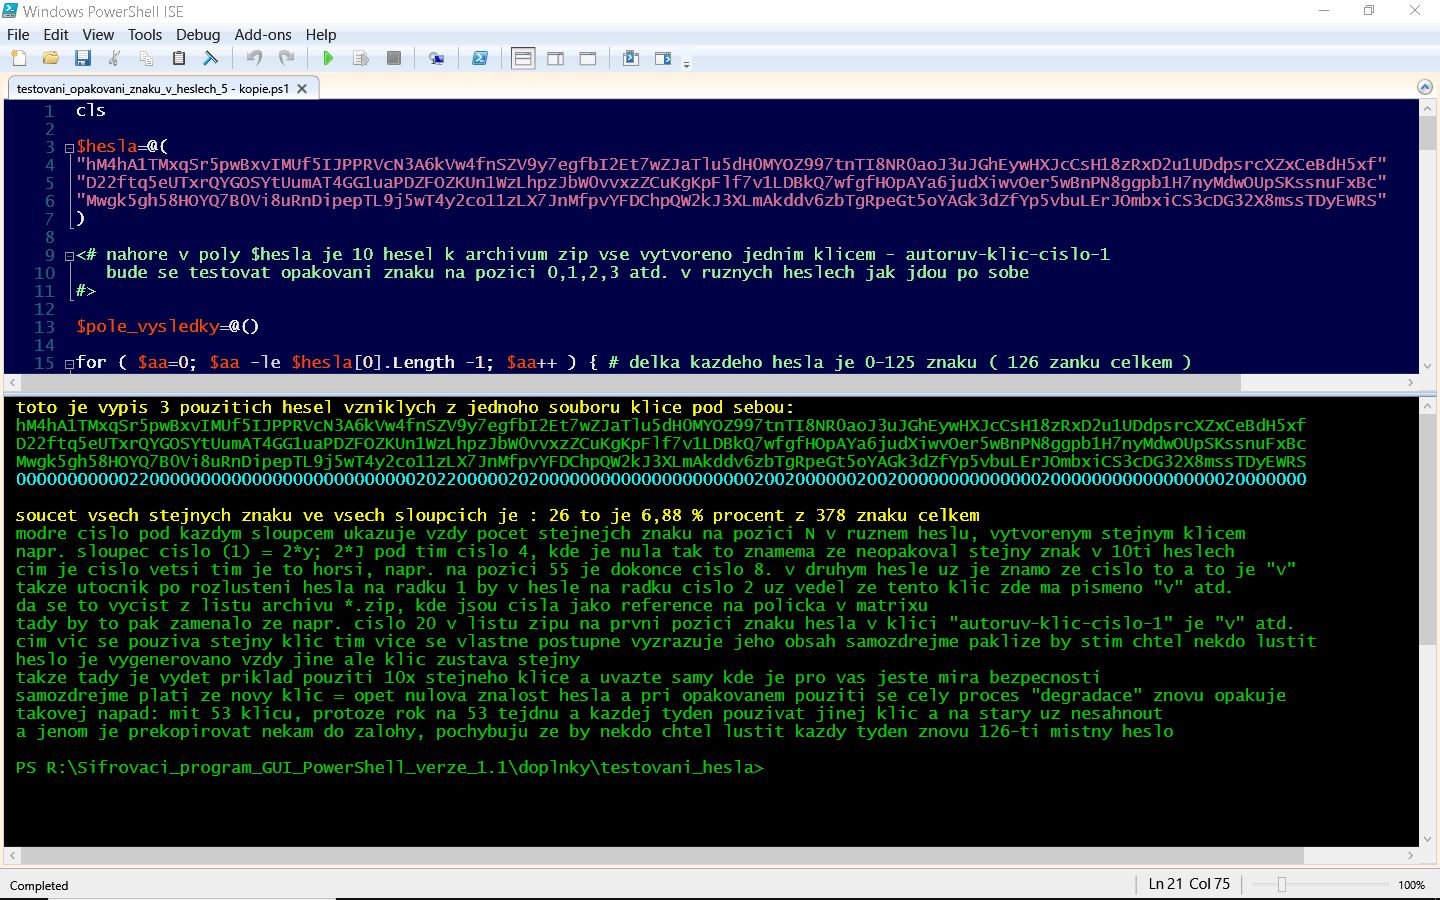 Windows PowerShell ISE
File Edit View Tools Debug Add-ons Help
testovani_opakovani_znaku_v_heslech_5 - kopie.ps1
1 cls
2
3 $hesla=@(
4 "hM4hA1TMxqSr5pwBxvIMUf5IJPPRVcN3A6kVw4fnSZV9y7egfbI2Et7wZJaTlu5dH0MYOZ997tnTI8NR0aoJ3uJGhEywHXJcCsH18zRxD2u1UDdpsrcXZxCeBdH5xf"
5 "D22ftq5eUTxrQYGOSYtUumAT4GG1uaPDZFOZKUn1WzLhpzJbW0vvxzZCuKgKpFlf7v1LDBkQ7wfgfHOpAYa6judXiwvOer5wBnPN8ggpb1H7nyMdwOUpSKssnuFxBc"
6 "Mwgk5gh58HOYQ7B0Vi8uRnDipepTL9j5wT4y2co11zLX7JnMfpvYFDChpQW2kJ3XLmAkddv6zbTgRpeGt5oYAGk3dZfYp5vbuLErJOmbxiCS3cDG32X8mssTDyEWRS"
7 )
8
9 <# nahore v poly $hesla je 10 hesel k archivum zip vse vytvoreno jednim klicem - autoruv-klic-cislo-1
10 bude se testovat opakovani znaku na pozici 0,1,2,3 atd. v ruznych heslech jak jdou po sobe
11 #>
12
13 $pole_vysledky=@()
14
15 for ( $aa=0; $aa -le $hesla[0].Length -1; $aa++ ) { # delka kazdeho hesla je 0-125 znaku ( 126 zanku celkem )
toto je vypis 3 pouzitich hesel vzniklych z jednoho souboru klice pod sebou:
hM4hA1TMxqSr5pwBxvIMUf5IJPPRVcN3A6kVw4fnSZV9y7egfbI2Et7wZJaTlu5dH0MYOZ997tnTI8NR0aoJ3uJGhEywHXJcCsH18zRxD2u1UDdpsrcXZxCeBdH5xf
D22ftq5eUTxrQYGOSYtUumAT4GG1uaPDZFOZKUn1WzLhpzJbW0vvxzZCuKgKpFlf7v1LDBkQ7wfgfHOpAYa6judXiwvOer5wBnPN8ggpb1H7nyMdwOUpSKssnuFxBc
Mwgk5gh58HOYQ7B0Vi8uRnDipepTL9j5wT4y2co11zLX7JnMfpvYFDChpQW2kJ3XLmAkddv6zbTgRpeGt5oYAGk3dZfYp5vbuLErJOmbxiCS3cDG32X8mssTDyEWRS
000000000002200000000000000000000000000202200000202000000000000000000000200200000020020000000000000020000000000000000020000000
soucet vsech stejnych znaku ve vsech sloupcich je : 26 to je 6,88 % procent z 378 znaku celkem
modre cislo pod kazdym sloupcem ukazuje vzdy pocet stejnejch znaku na pozici N v ruznem heslu, vytvorenym stejnym klicem
napr. sloupec cislo (1) = 2*y; 2*J pod tim cislo 4, kde je nula tak to znamema ze neopakoval stejny znak v 10ti heslech
cim je cislo vetsi tim je to horsi, napr. na pozici 55 je dokonce cislo 8. v druhym hesle uz je znamo ze cislo to a to je "v"
takze utocnik po rozlusteni hesla na radku 1 by v hesle na radku cislo 2 uz vedel ze tento klic zde ma pismeno "v" atd.
da se to vycist z listu archivu *.zip, kde jsou cisla jako reference na policka v matrixu
tady by to pak zamenalo ze napr. cislo 20 v listu zipu na prvni pozici znaku hesla v klici "autoruv-klic-cislo-1" je "v" atd.
cim vic se pouziva stejny klic tim vice se vlastne postupne vyzrazuje jeho obsah samozdrejme paklize by stim chtel nekdo lustit
heslo je vygenerovano vzdy jine ale klic zustava stejny
takze tady je vydet priklad pouziti 10x stejneho klice a uvazte samy kde je pro vas jeste mira bezpecnosti
samozdrejme plati ze novy klic = opet nulova znalost hesla a pri opakovanem pouziti se cely proces "degradace" znovu opakuje
takovej napad: mit 53 klicu, protoze rok na 53 tejdnu a kazdej tyden pouzivat jinej klic a na stary uz nesahnout
a jenom je prekopirovat nekam do zalohy, pochybuju ze by nekdo chtel lustit kazdy tyden znovu 126-ti mistny heslo
PS R:\Sifrovaci_program_GUI_PowerShell_verze_1.1\doplnky\testovani_hesla>
Completed
Ln 21 Col 75
100%